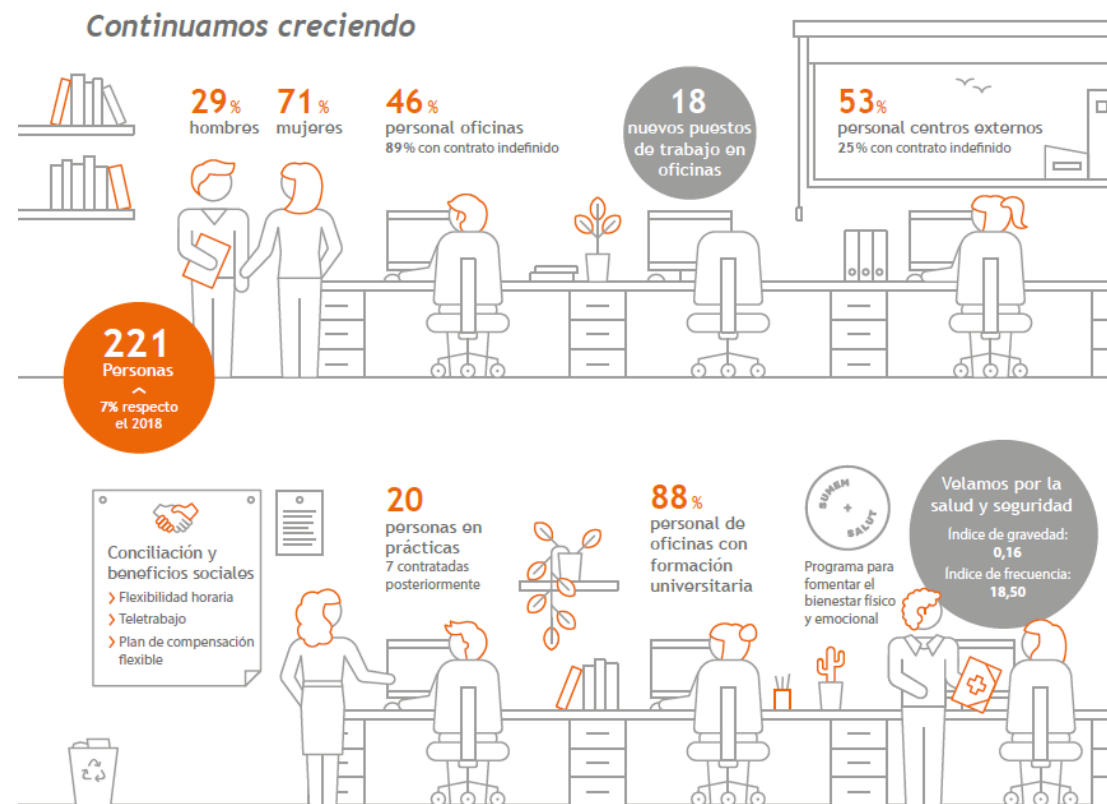 Continuamos creciendo
29%
hombres
71%
mujeres
46%
personal oficinas
89% con contrato indefinido
18
nuevos puestos
de trabajo en
oficinas
53%
personal centros externos
25% con contrato indefinido
221
Personas
7% respecto
el 2018
Conciliación y
beneficios sociales
Flexibilidad horaria
Teletrabajo
Plan de compensación
flexible
20
personas en
prácticas
7 contratadas
posteriormente
88%
personal de
oficinas con
formación
universitaria
SUMEM
+
SALUT
Programa para
fomentar el
bienestar físico
y emocional
Velamos por la
salud y seguridad
Índice de gravedad:
0,16
Índice de frecuencia:
18,50